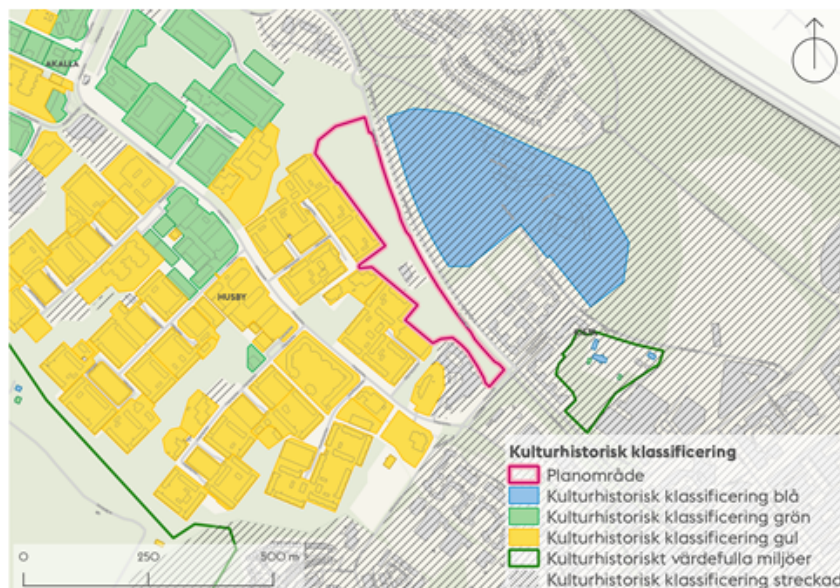 AKALLA
HUSBY
Kulturhistorisk klassificering
Planområde
Kulturhistorisk klassificering blå
Kulturhistorisk klassificering grön
Kulturhistorisk klassificering gul
Kulturhistoriskt värdefulla miljöer
Kulturhistorisk klassificering streckad
0 250 500 m